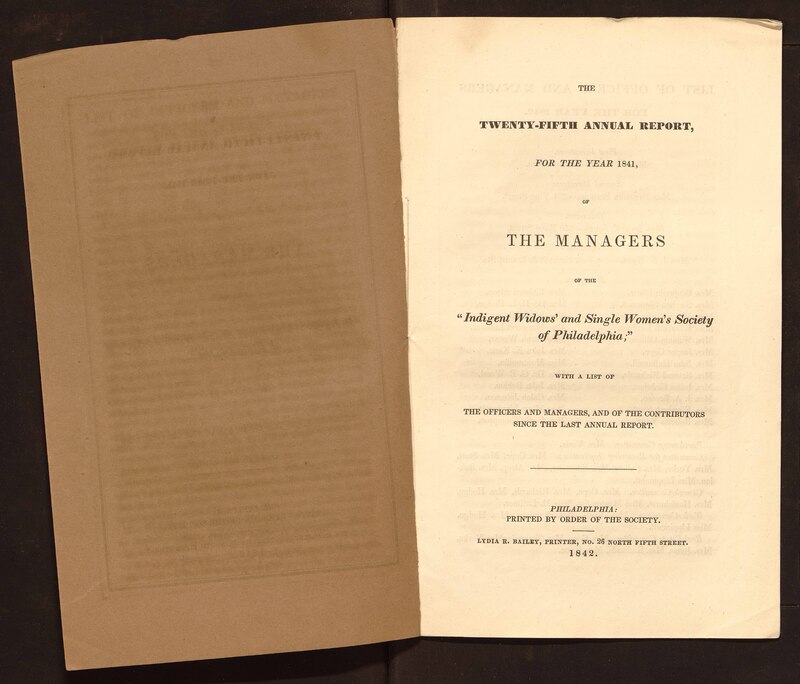 THE
TWENTY-FIFTH ANNUAL REPORT,
FOR THE YEAR 1841,
OF
THE MANAGERS
OF THE
"Indigent Widows' and Single Women's Society
of Philadelphia;"
WITH A LIST OF
THE OFFICERS AND MANAGERS, AND OF THE CONTRIBUTORS
SINCE THE LAST ANNUAL REPORT.
PHILADELPHIA:
PRINTED BY ORDER OF THE SOCIETY.
LYDIA R. BAILEY, PRINTER, NO. 26 NORTH FIFTH STREET.
1842.